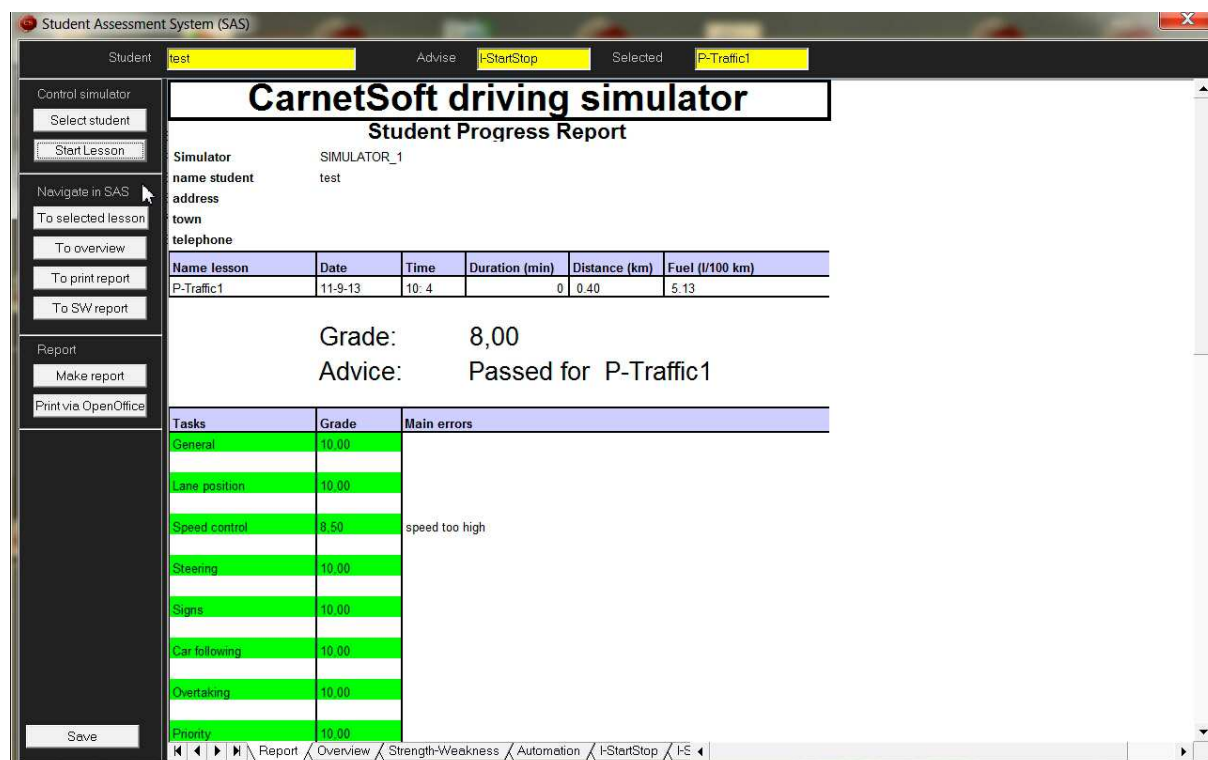 Student Assessment System (SAS)
X
Student test Advise I-StartStop Selected P-Traffic1
Control simulator
Select student
Start Lesson
Navigate in SAS
To selected lesson
To overview
To print report
To SW report
Report
Make report
Print via OpenOffice
Save
CarnetSoft driving simulator
Student Progress Report
Simulator SIMULATOR_1
name student test
address
town
telephone
Name lesson Date Time Duration (min) Distance (km) Fuel (l/100 km)
P-Traffic1 11-9-13 10: 4 0 0.40 5.13
Grade: 8,00
Advice: Passed for P-Traffic1
Tasks Grade Main errors
General 10,00
Lane position 10,00
Speed control 8,50 speed too high
Steering 10,00
Signs 10,00
Car following 10,00
Overtaking 10,00
Priority 10,00
Report Overview Strength-Weakness Automation I-StartStop I-S